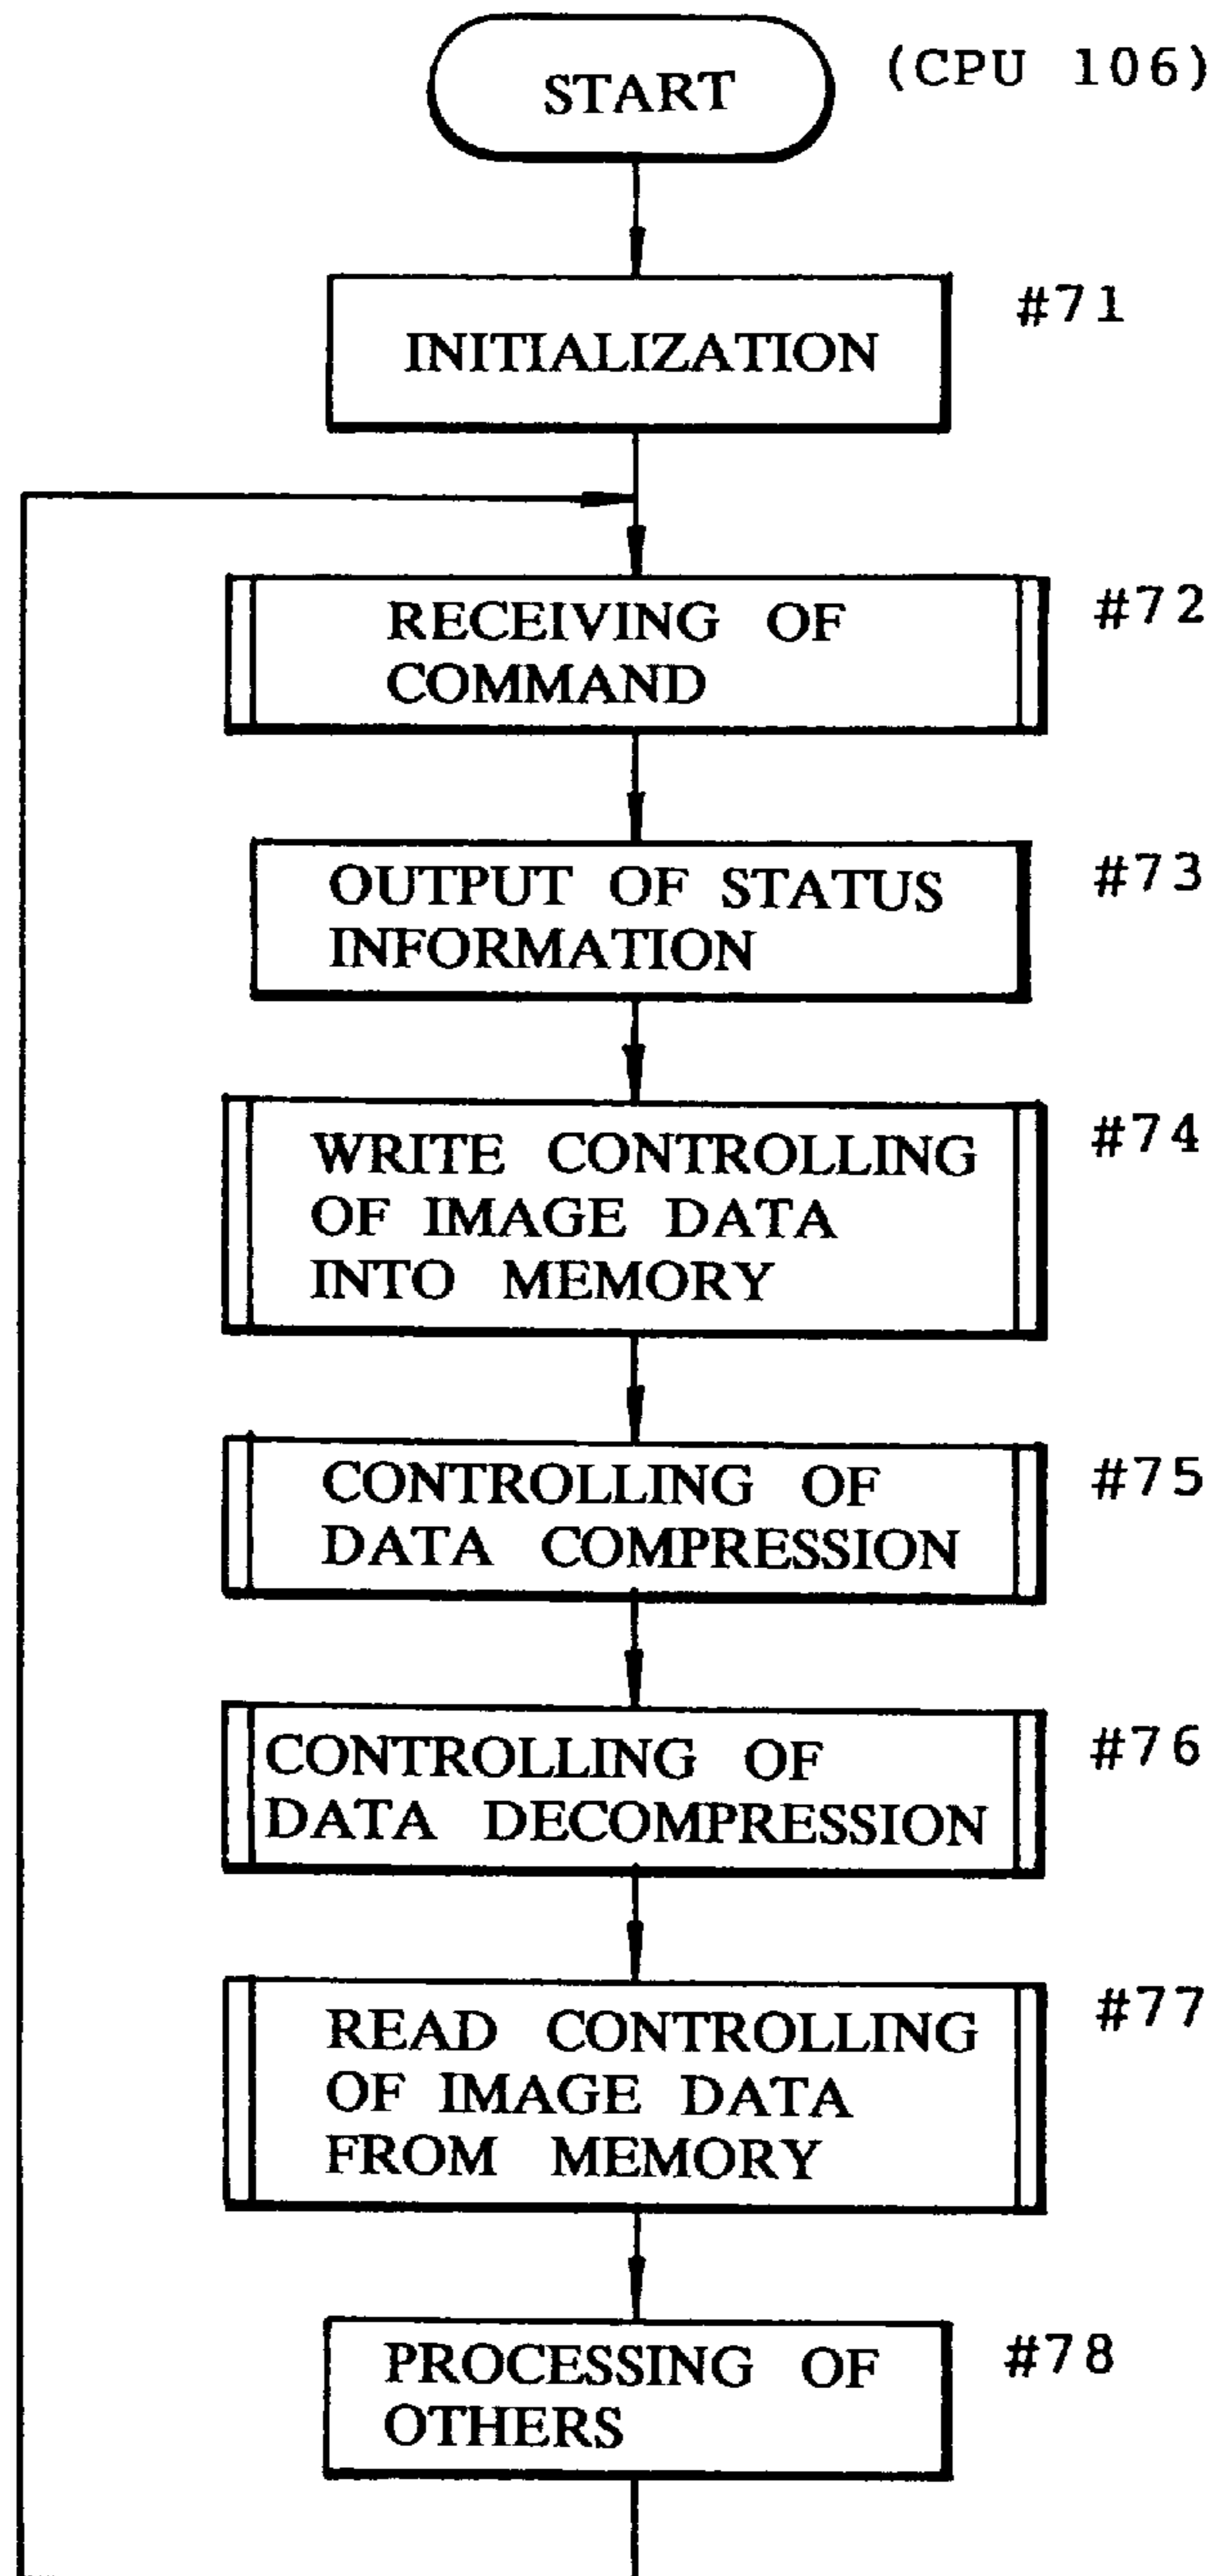 START
(CPU 106)
INITIALIZATION
#71
RECEIVING OF
COMMAND
#72
OUTPUT OF STATUS
INFORMATION
#73
WRITE CONTROLLING
OF IMAGE DATA
INTO MEMORY
#74
CONTROLLING OF
DATA COMPRESSION
#75
CONTROLLING OF
DATA DECOMPRESSION
#76
READ CONTROLLING
OF IMAGE DATA
FROM MEMORY
#77
PROCESSING OF
OTHERS
#78